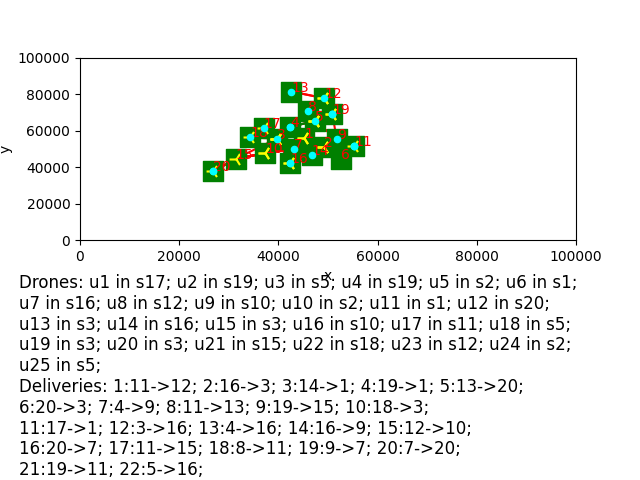 100000
80000
60000
40000
20000
0
y
0 20000 40000 60000 80000 100000
x
Drones: u1 in s17; u2 in s19; u3 in s5; u4 in s19; u5 in s2; u6 in s1;
u7 in s16; u8 in s12; u9 in s10; u10 in s2; u11 in s1; u12 in s20;
u13 in s3; u14 in s16; u15 in s3; u16 in s10; u17 in s11; u18 in s5;
u19 in s3; u20 in s3; u21 in s15; u22 in s18; u23 in s12; u24 in s2;
u25 in s5;
Deliveries: 1:11->12; 2:16->3; 3:14->1; 4:19->1; 5:13->20;
6:20->3; 7:4->9; 8:11->13; 9:19->15; 10:18->3;
11:17->1; 12:3->16; 13:4->16; 14:16->9; 15:12->10;
16:20->7; 17:11->15; 18:8->11; 19:9->7; 20:7->20;
21:19->11; 22:5->16;